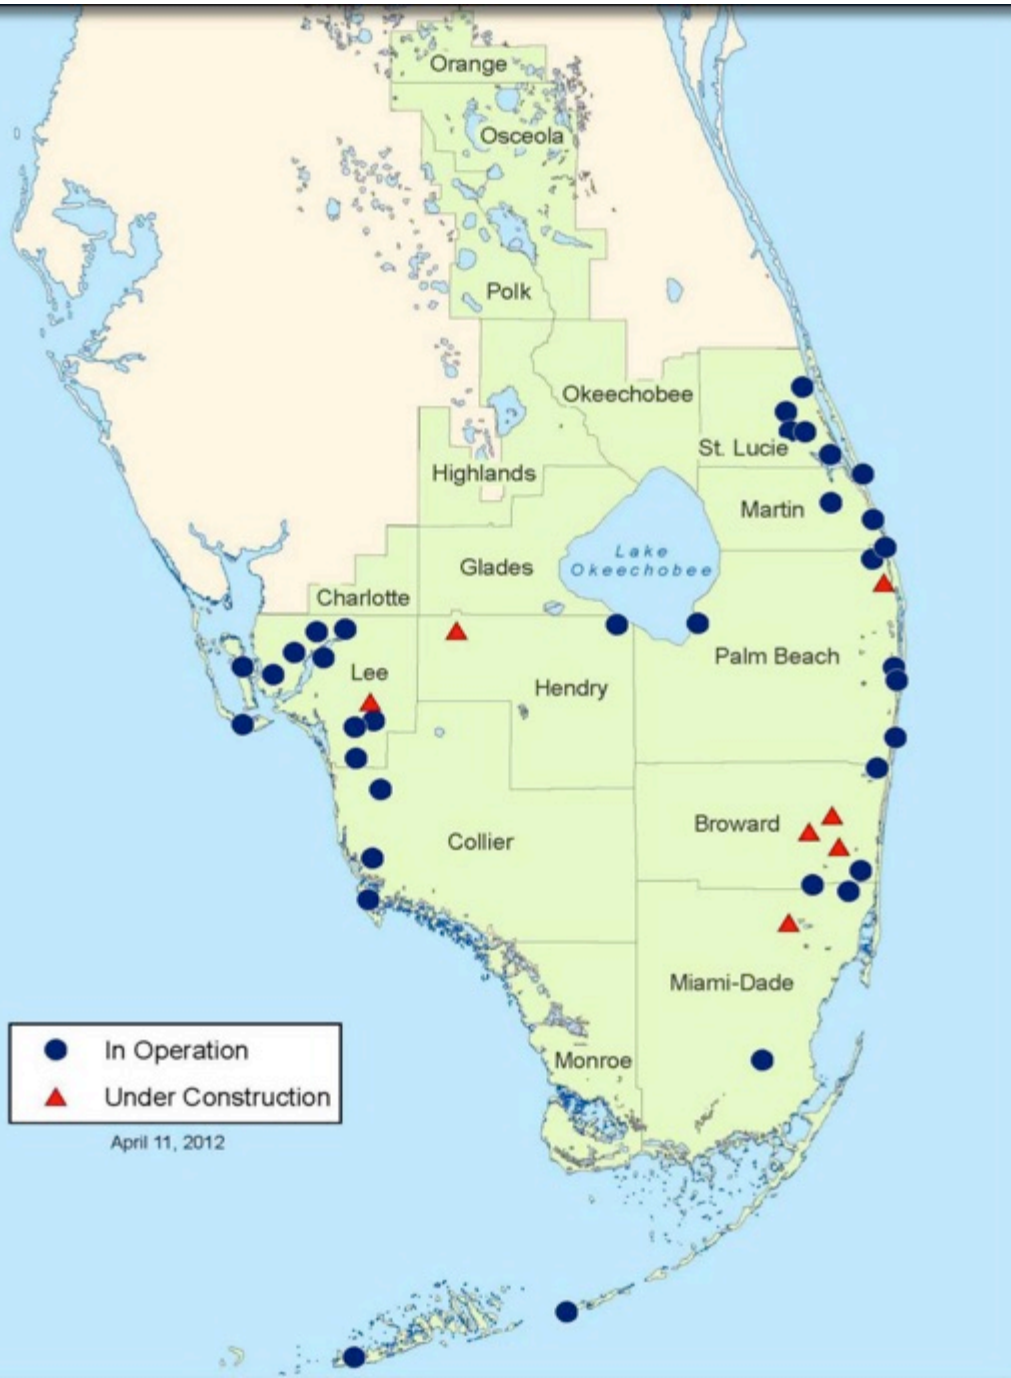 Orange
Osceola
Polk
Okeechobee
St. Lucie
Highlands
Martin
Lake
Okeechobee
Glades
Charlotte
Palm Beach
Lee
Hendry
Broward
Collier
Miami-Dade
Monroe
In Operation
Under Construction
April 11, 2012